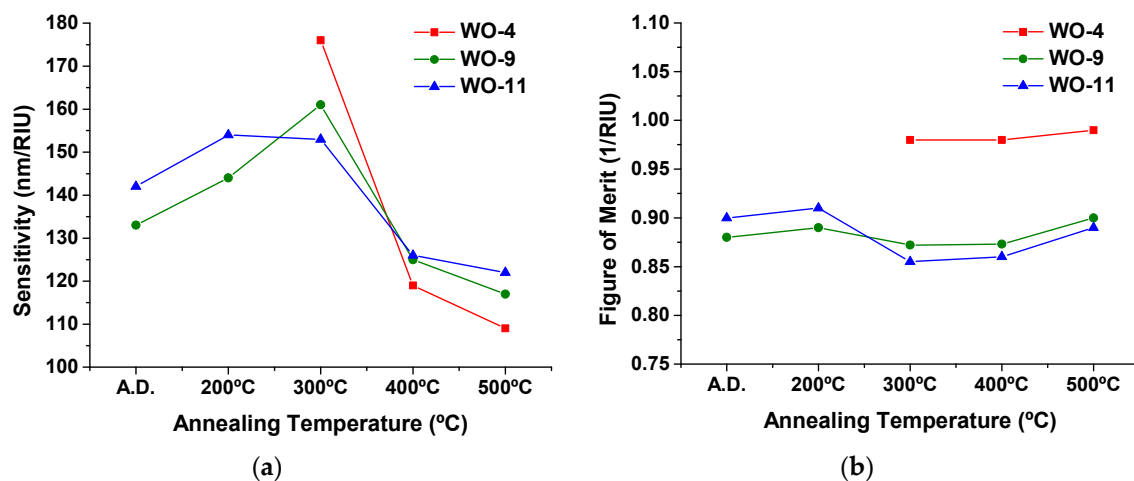 180
170
160
150
140
130
120
110
100
Sensitivity (nm/RIU)
WO-4
WO-9
WO-11
A.D. 200ºC 300ºC 400ºC 500ºC
Annealing Temperature (ºC)
(a)
1.10
1.05
1.00
0.95
0.90
0.85
0.80
0.75
Figure of Merit (1/RIU)
WO-4
WO-9
WO-11
A.D. 200ºC 300ºC 400ºC 500ºC
Annealing Temperature (ºC)
(b)